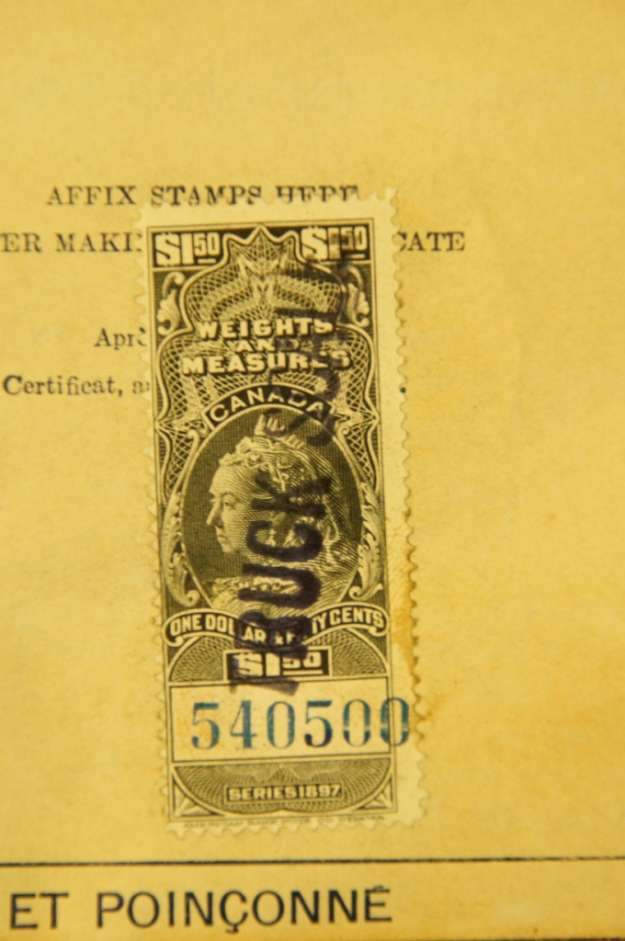 AFFIX STAMPS HERE
ER MAKI CATE
$1.50 $1.50
WEIGHTS
AND
MEASURES
Apr
Certificat, a
CANADA
TRUCK
ONE DOLLAR & FIFTY CENTS
$1.50
540500
SERIES 1897
ET POINÇONNÉ